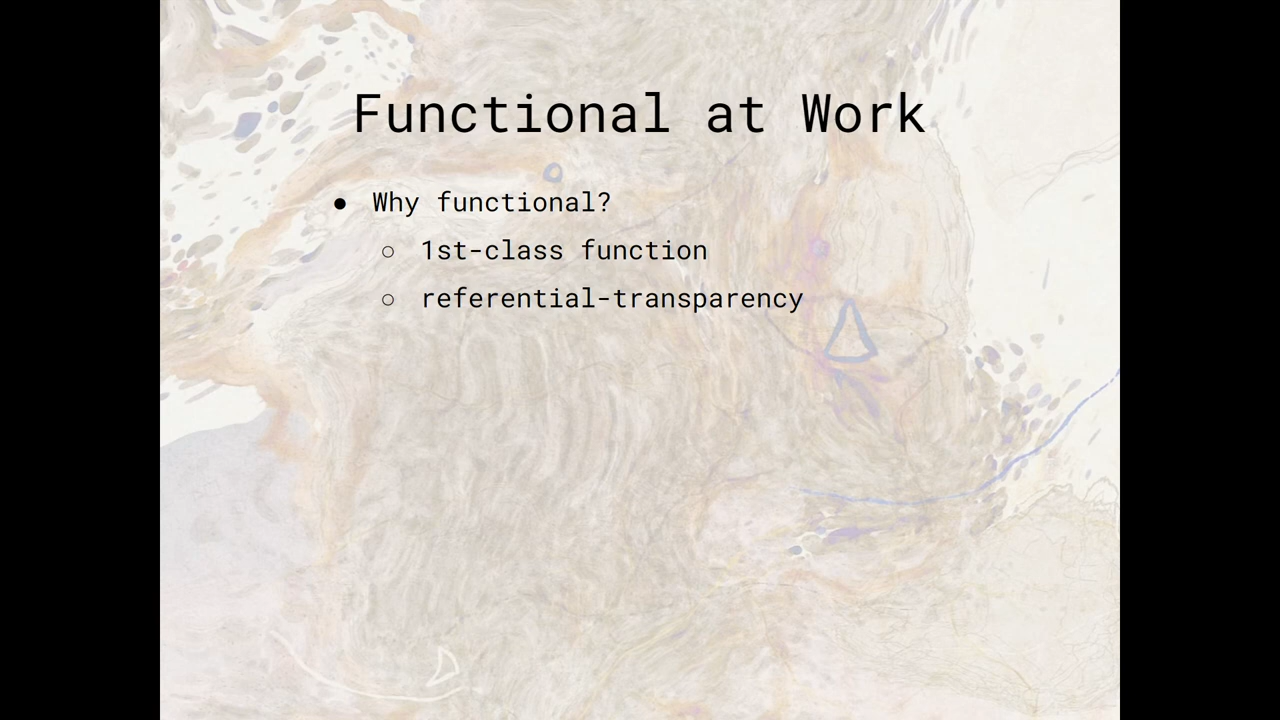 Functional at Work
● Why functional?
○ 1st-class function
○ referential-transparency